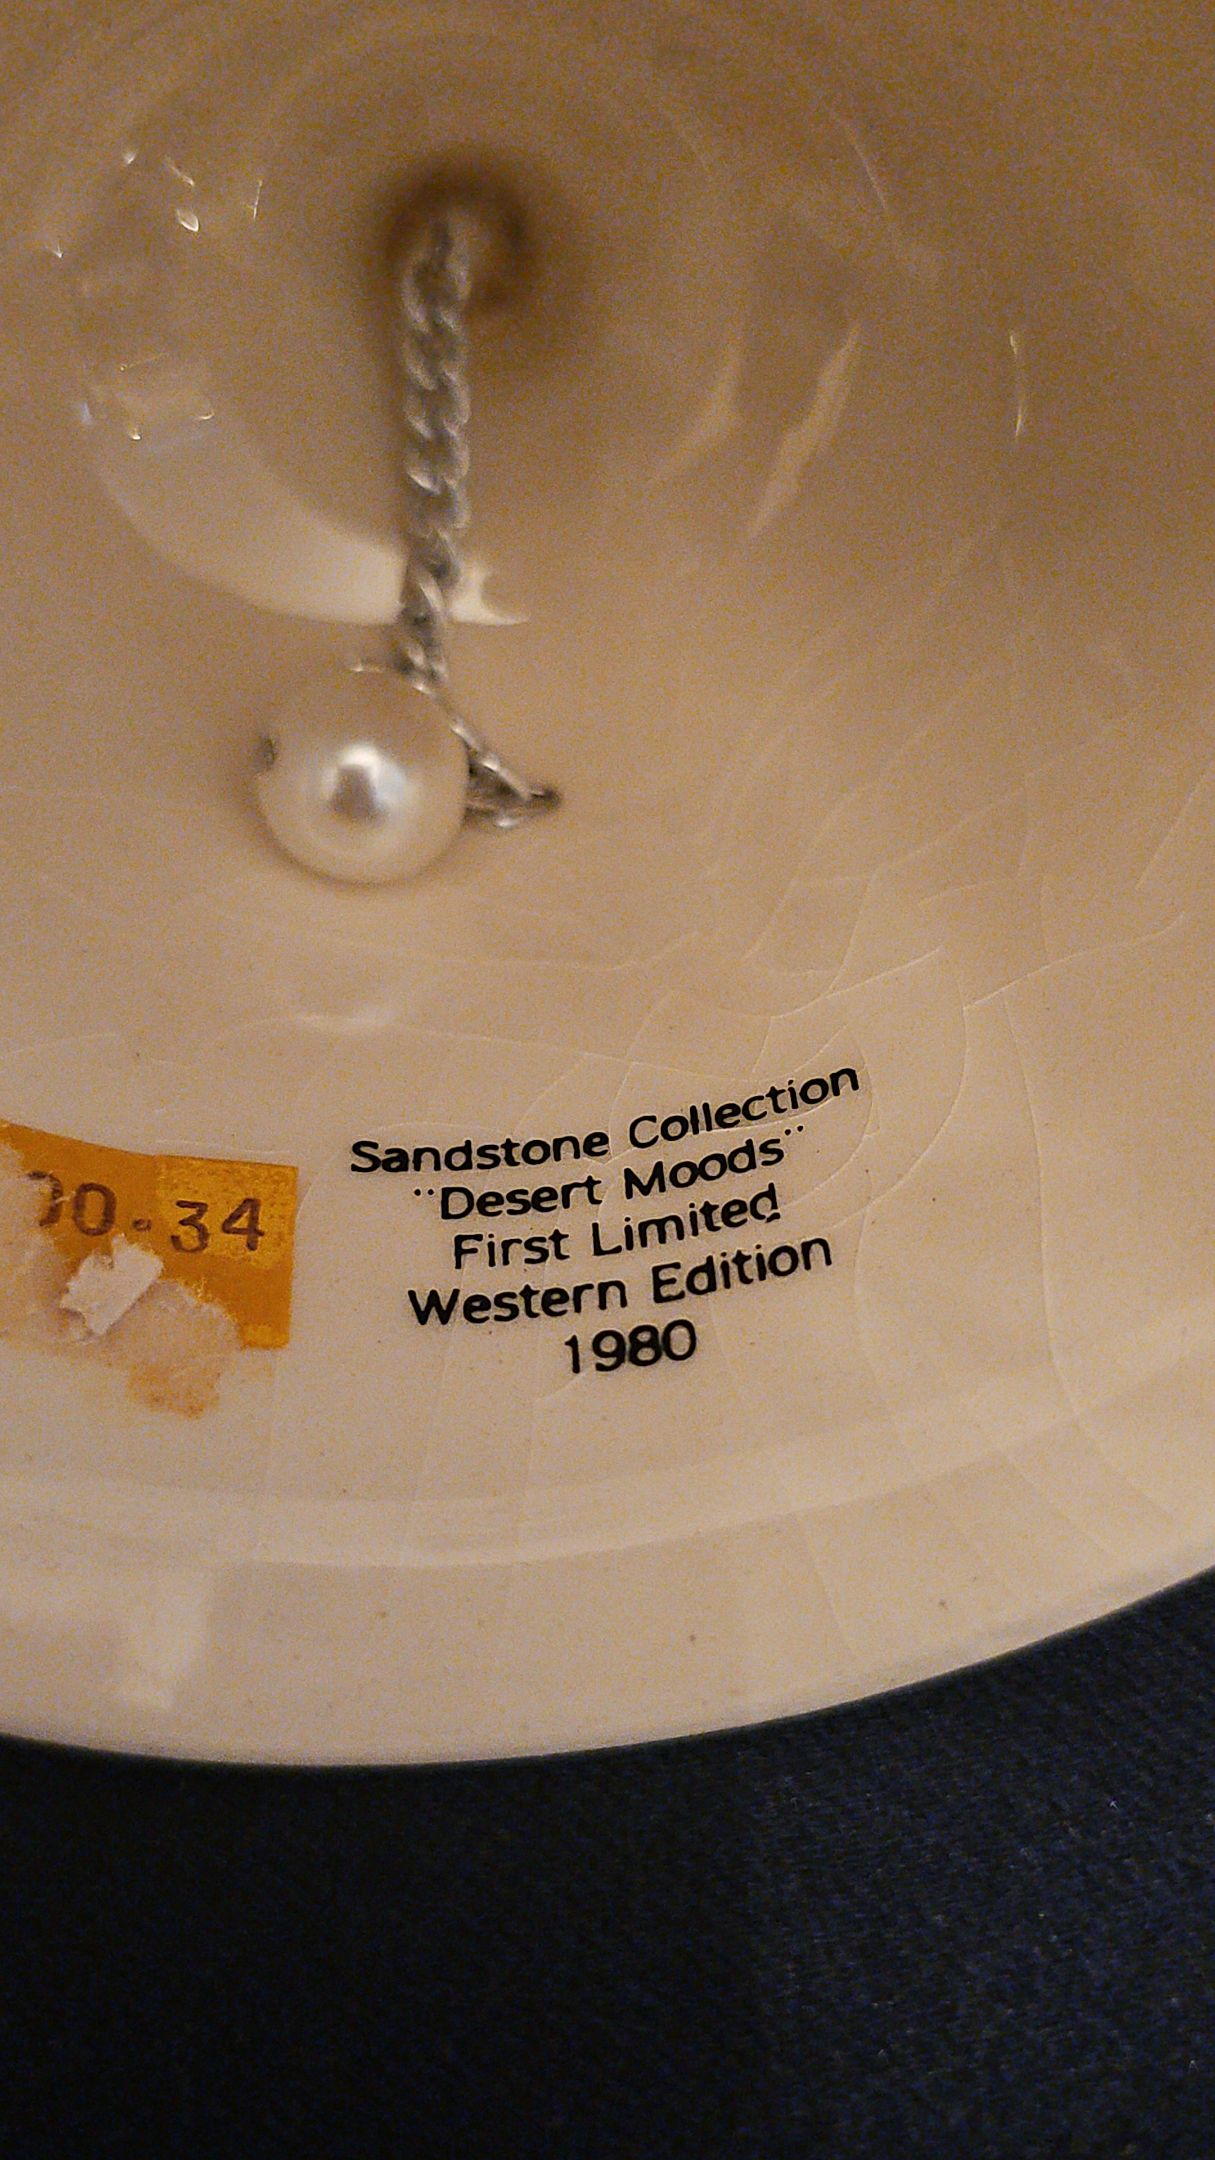 Sandstone Collection
"Desert Moods"
First Limited
Western Edition
1980
0.34